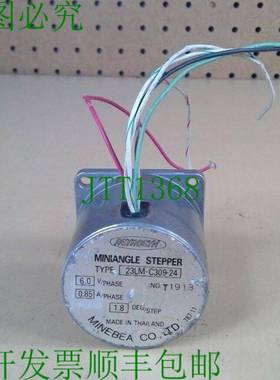 图必究
JTT1368
ASTROSYN
MINIANGLE STEPPER
TYPE 23LM-C309-24
6.0 V/PHASE NO. T1913
0.85 A/PHASE
1.8 DEG/STEP
MADE IN THAILAND
MINEBEA CO., LTD.
开发票顺丰包邮